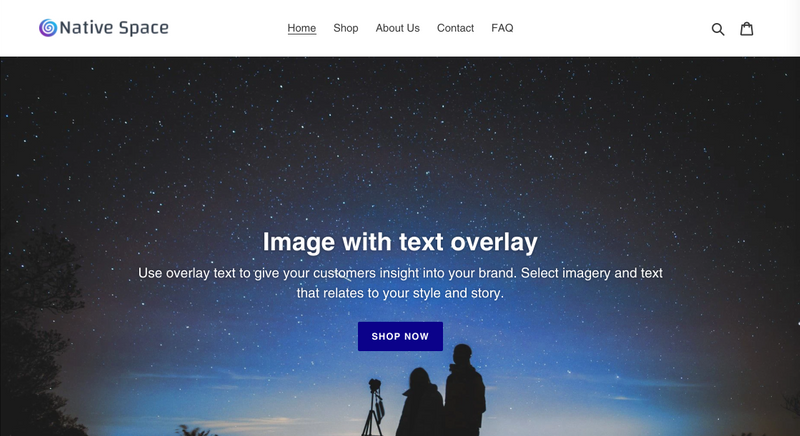 Native Space
Home Shop About Us Contact FAQ
Image with text overlay
Use overlay text to give your customers insight into your brand. Select imagery and text
that relates to your style and story.
SHOP NOW